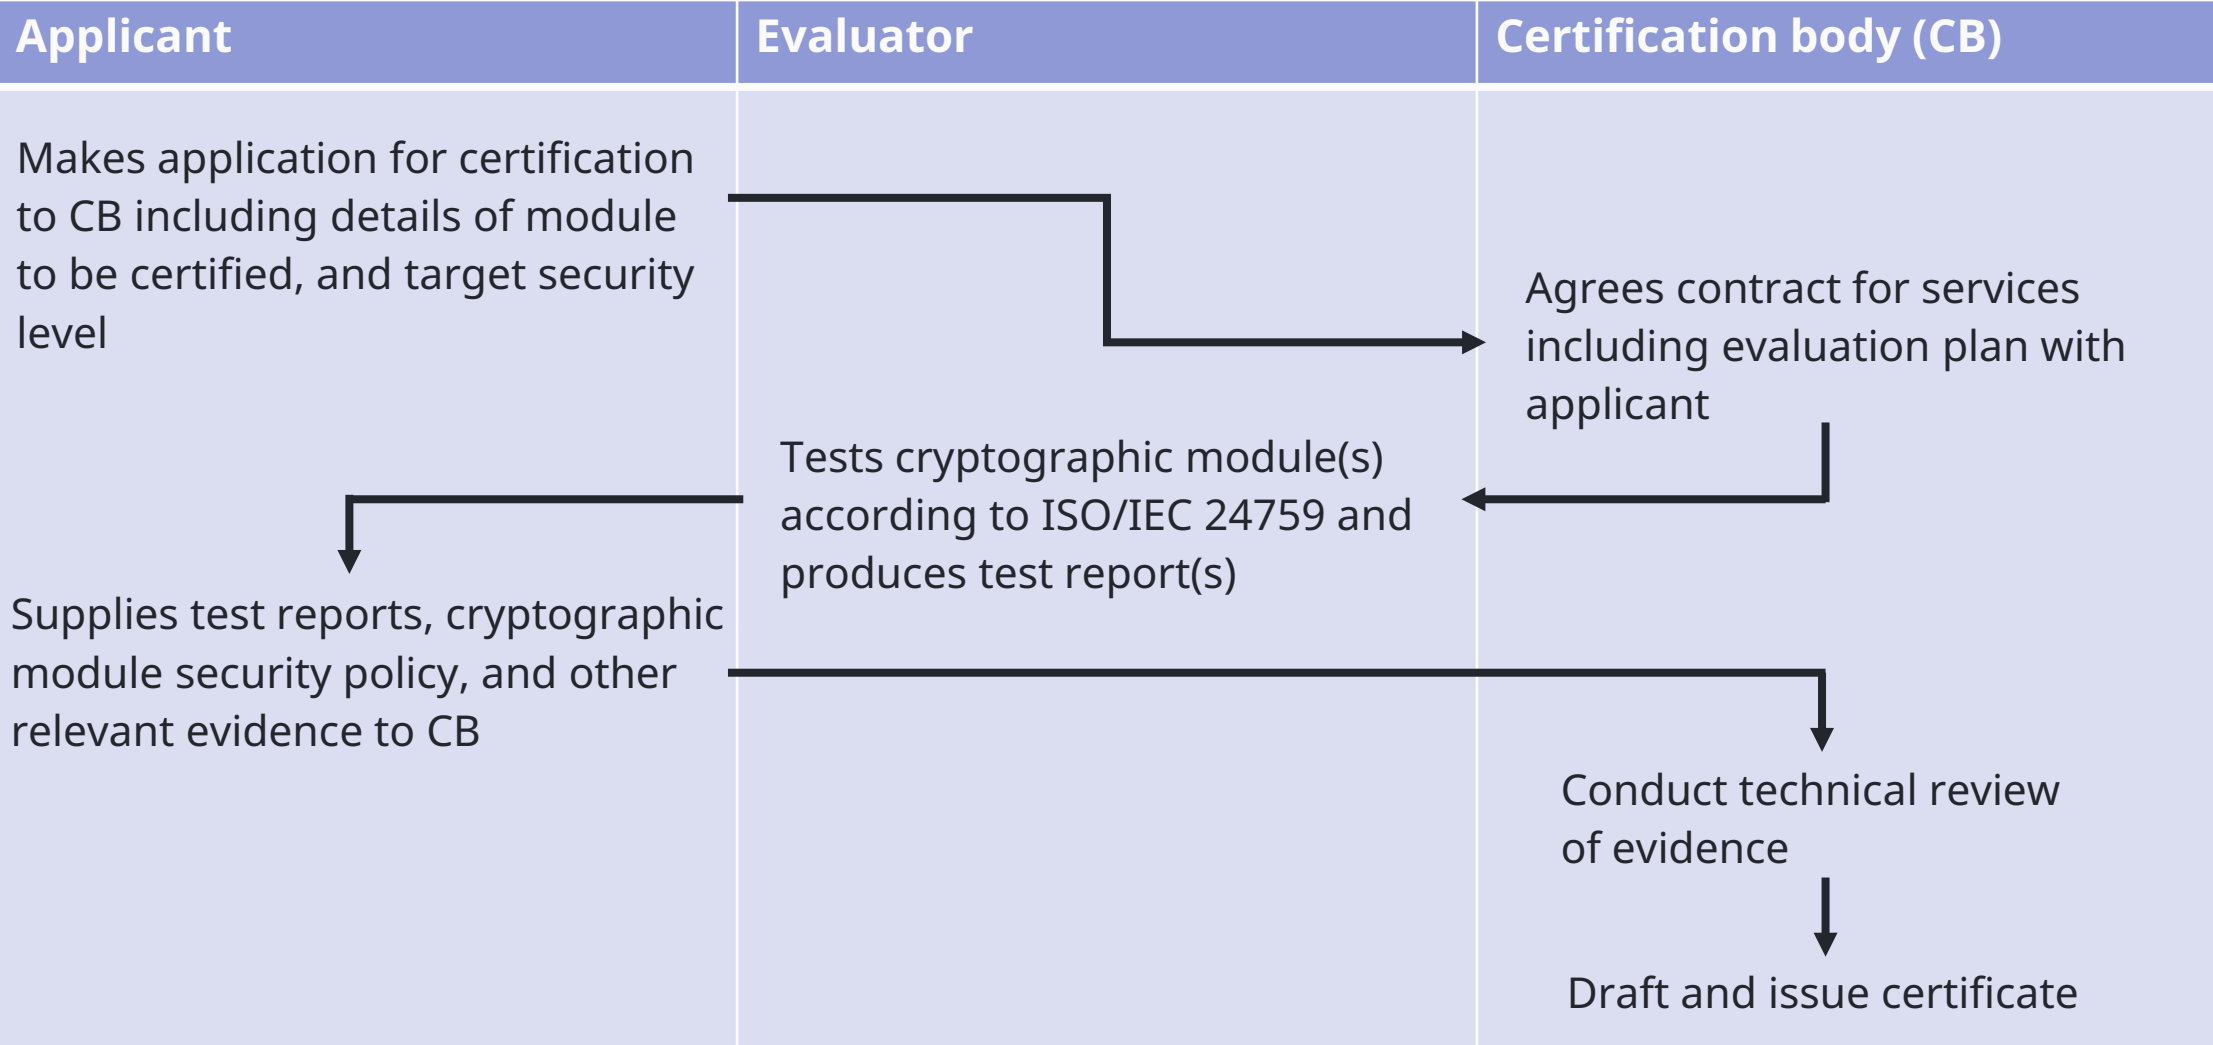 Applicant
Evaluator
Certification body (CB)
Makes application for certification
to CB including details of module
to be certified, and target security
level
Agrees contract for services
including evaluation plan with
applicant
Tests cryptographic module(s)
according to ISO/IEC 24759 and
produces test report(s)
Supplies test reports, cryptographic
module security policy, and other
relevant evidence to CB
Conduct technical review
of evidence
Draft and issue certificate